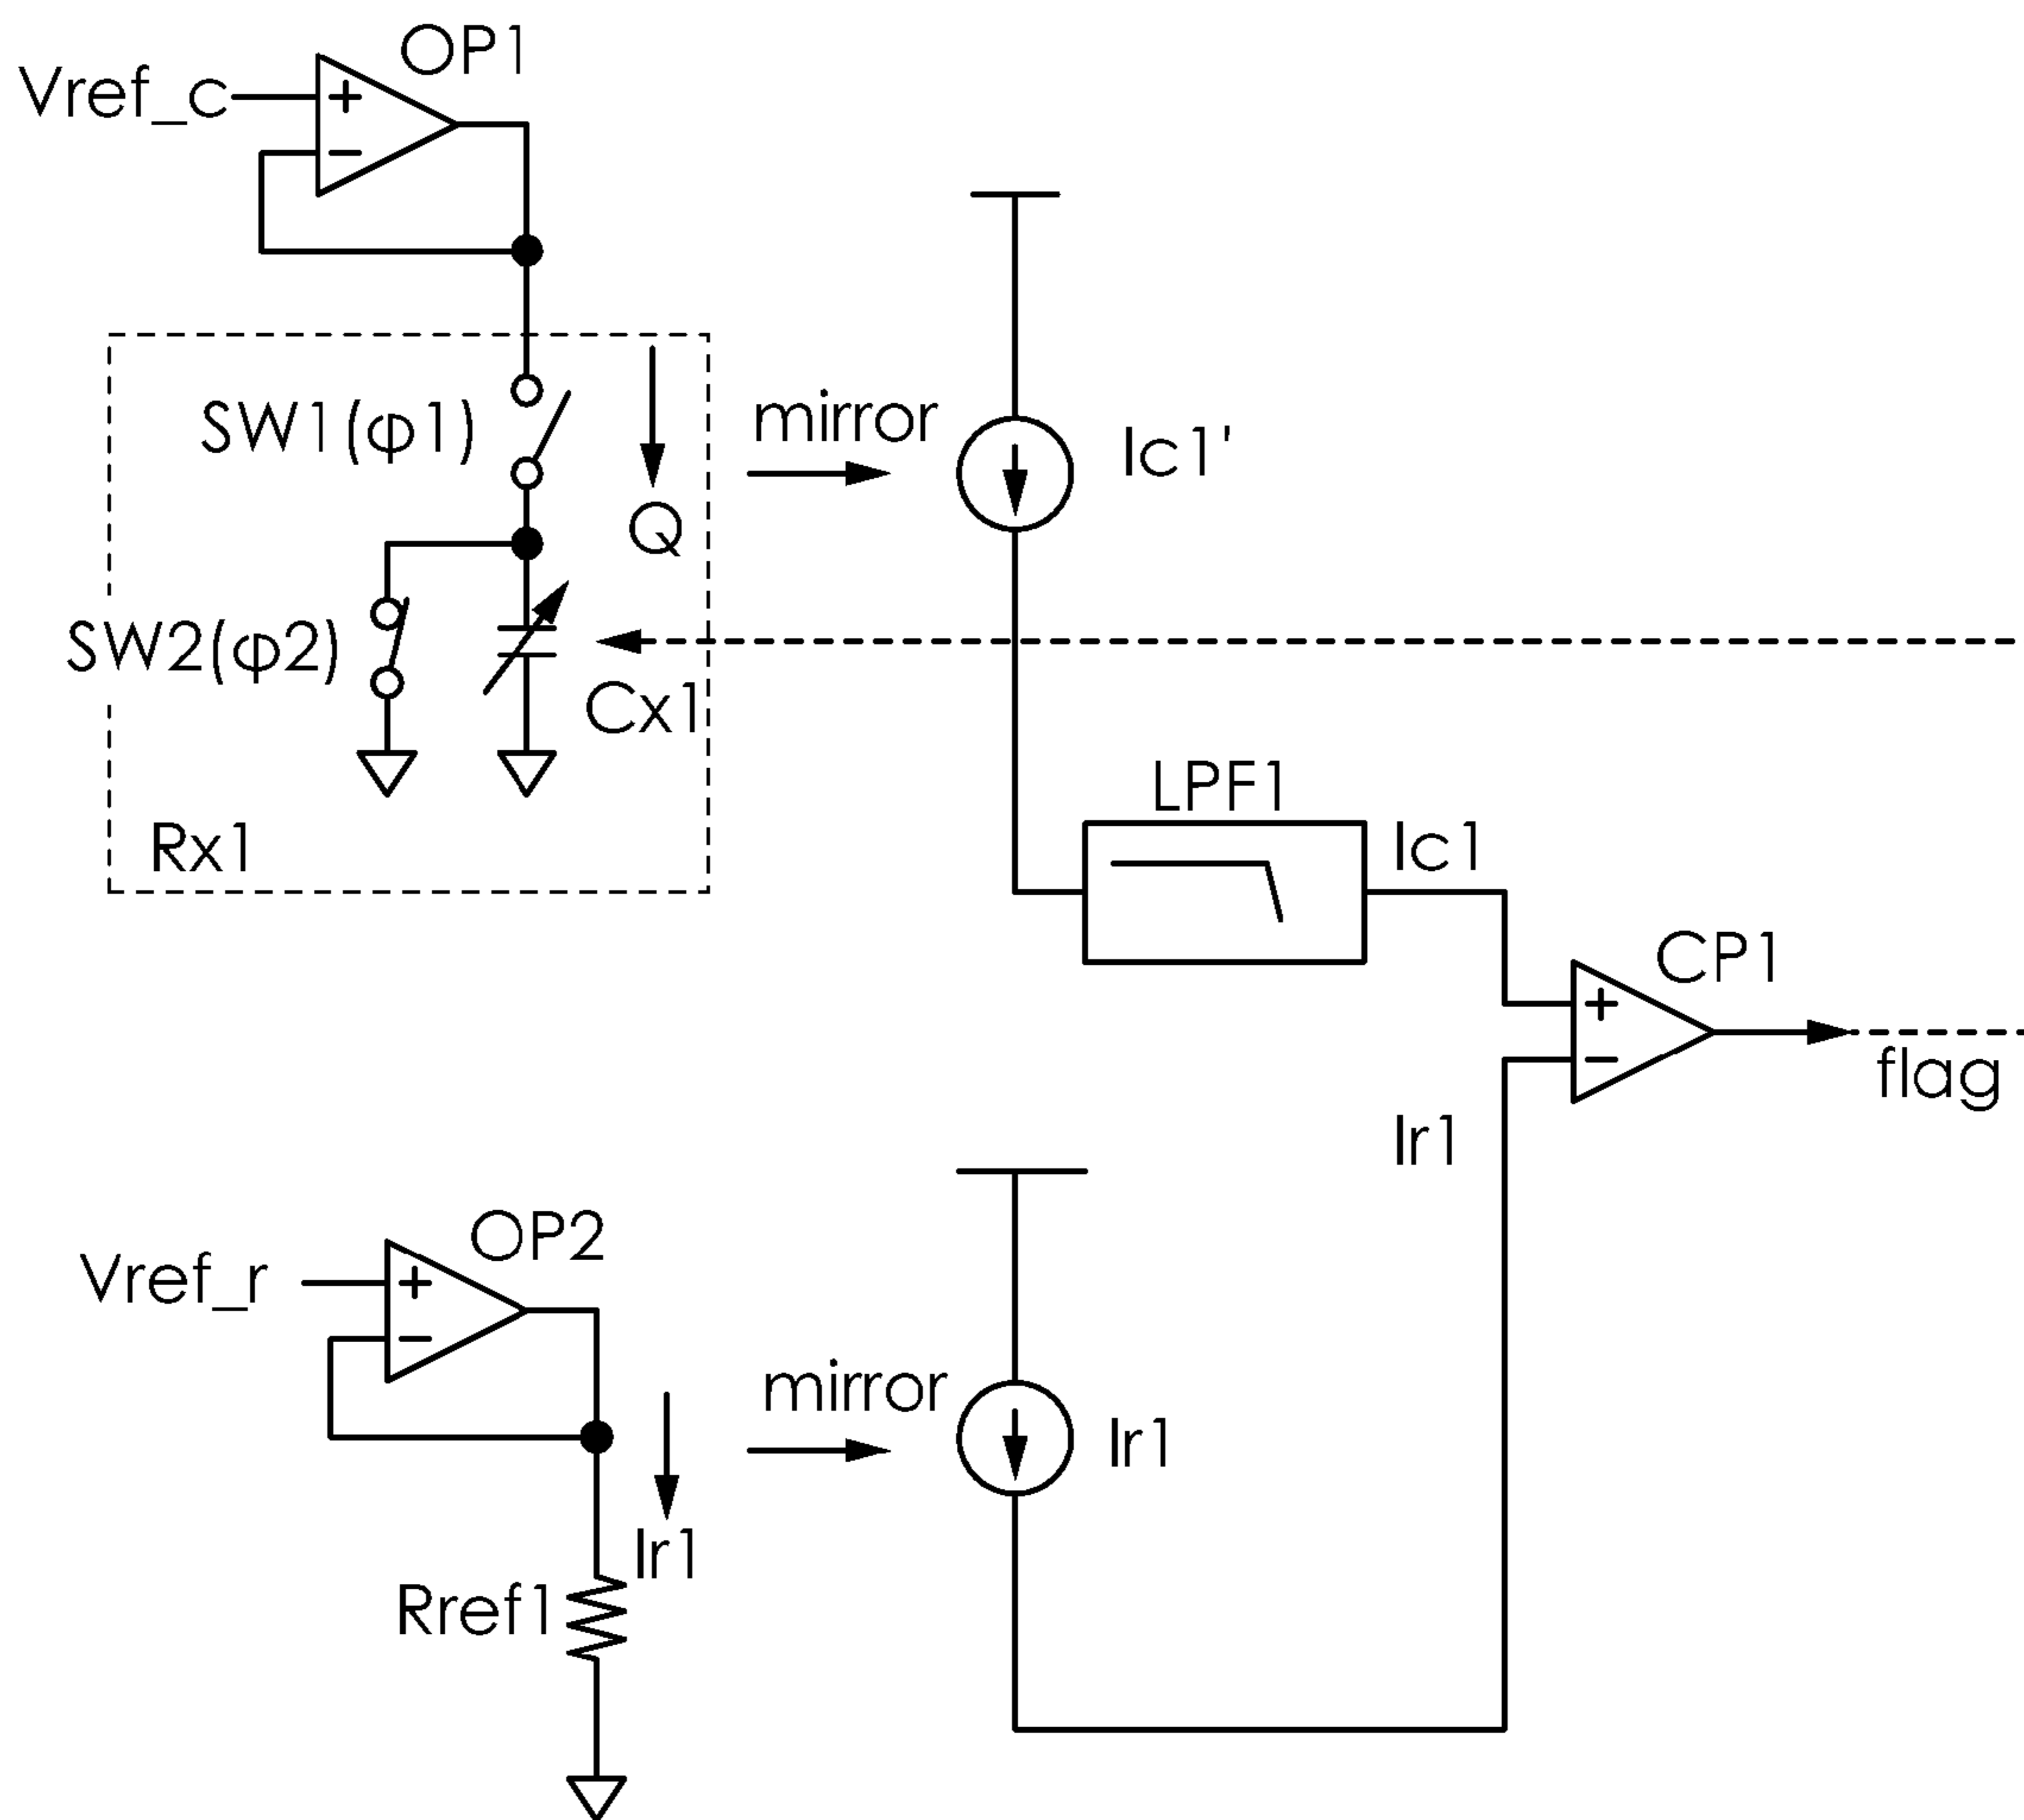 OP1
Vref_c
+
−
SW1(φ1)
mirror
Ic1'
Q
SW2(φ2)
Cx1
Rx1
LPF1
Ic1
CP1
+
−
flag
Ir1
OP2
Vref_r
+
−
mirror
Ir1
Ir1
Rref1